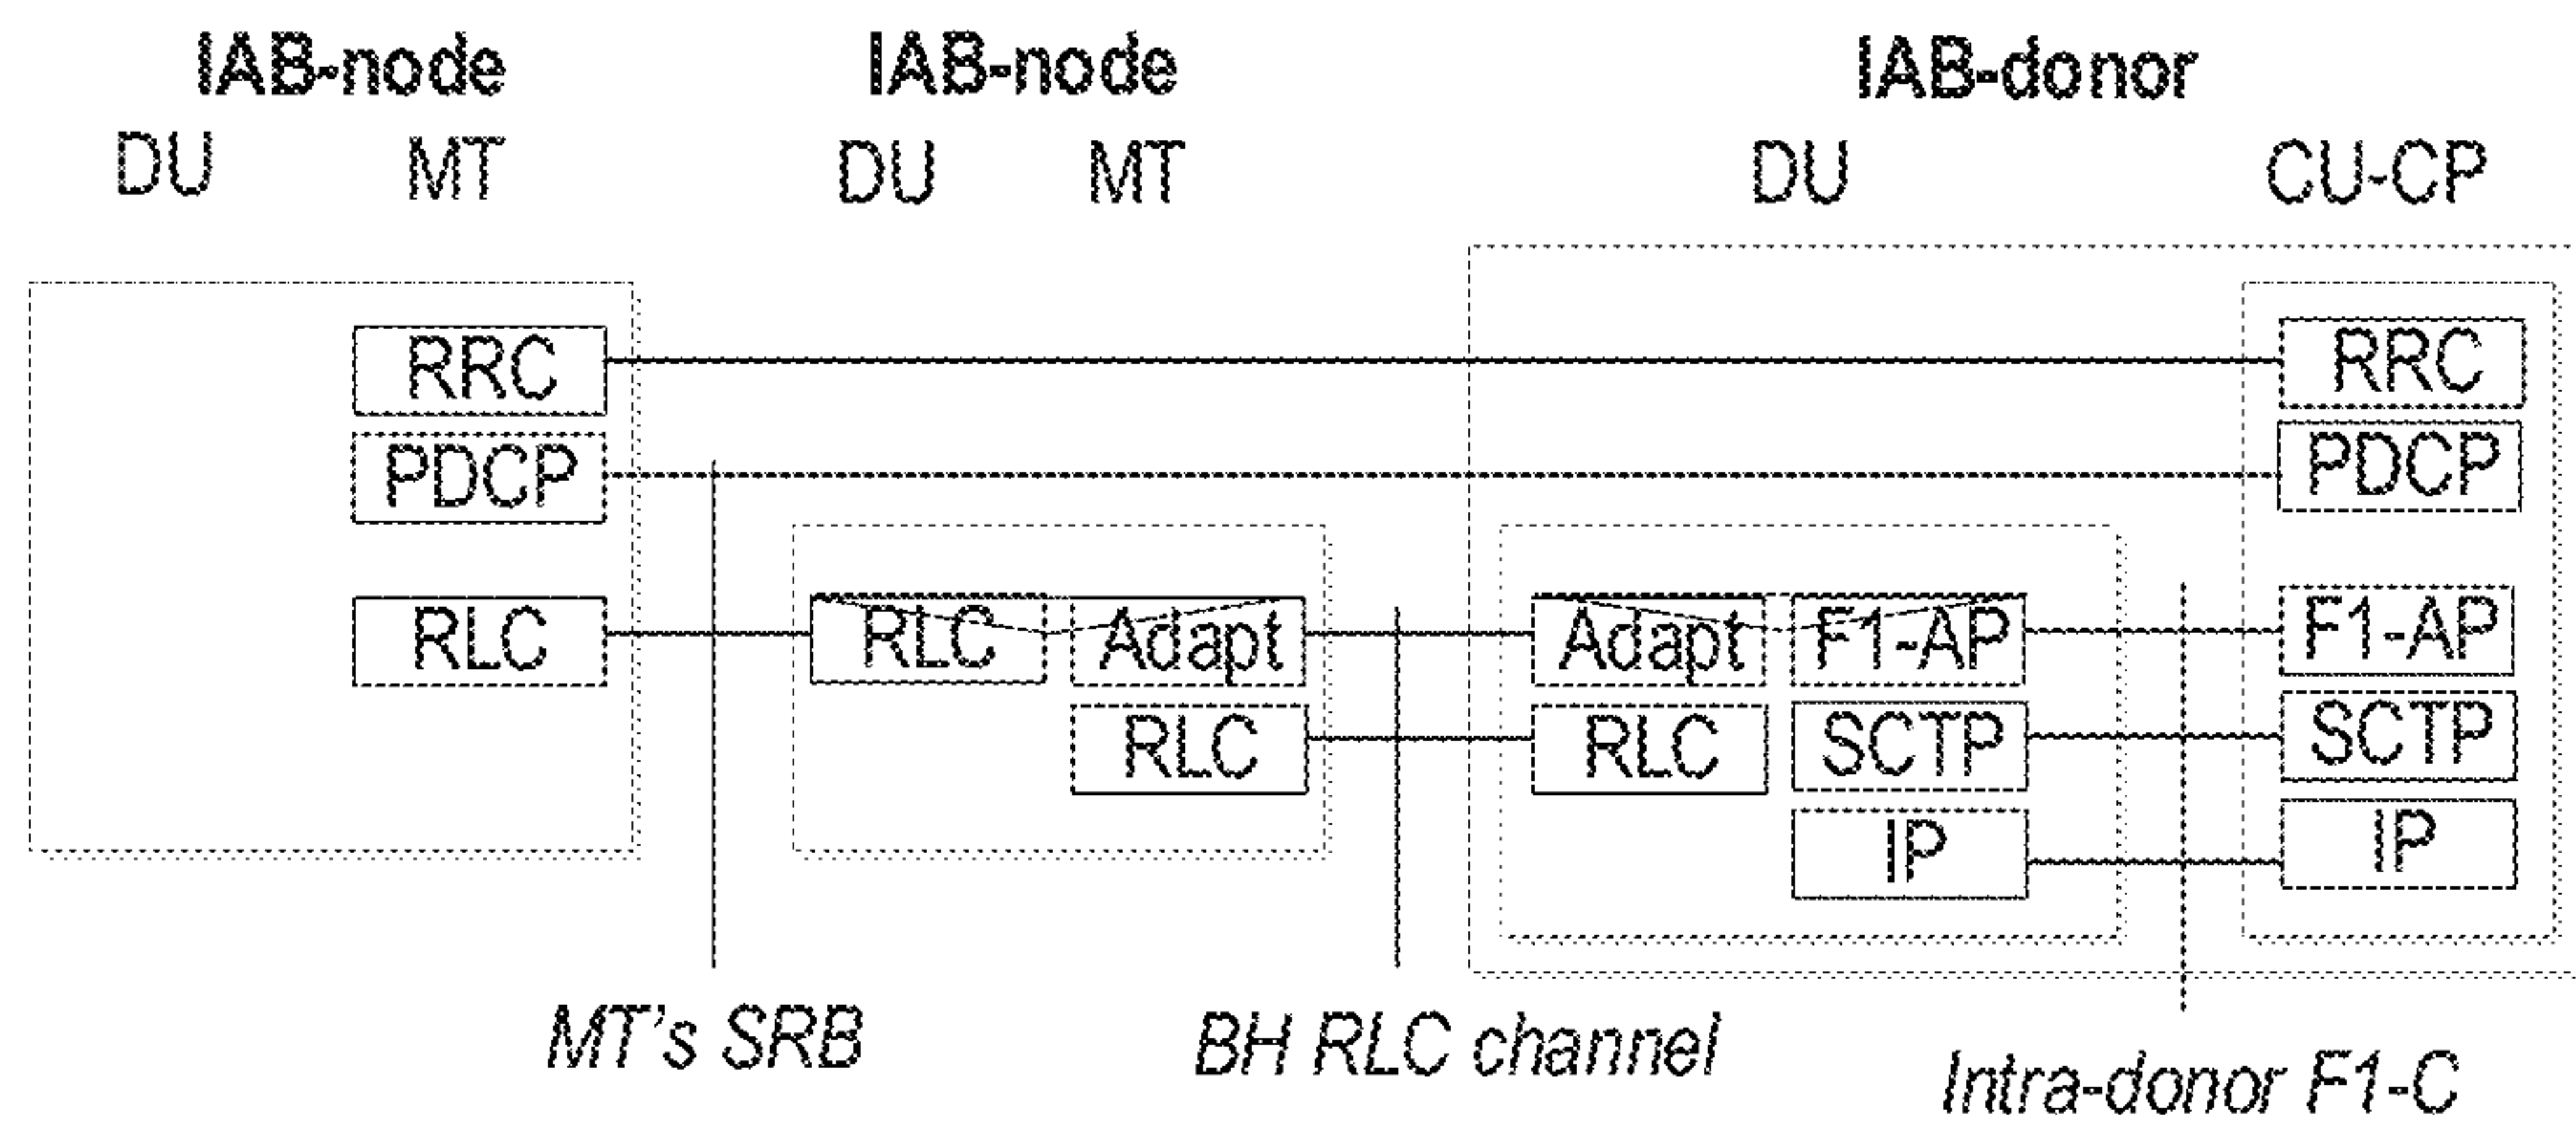 IAB-node IAB-node IAB-donor
DU MT DU MT DU CU-CP
RRC RRC
PDCP PDCP
RLC RLC Adapt Adapt F1-AP F1-AP
RLC RLC SCTP SCTP
IP IP
MT's SRB BH RLC channel Intra-donor F1-C